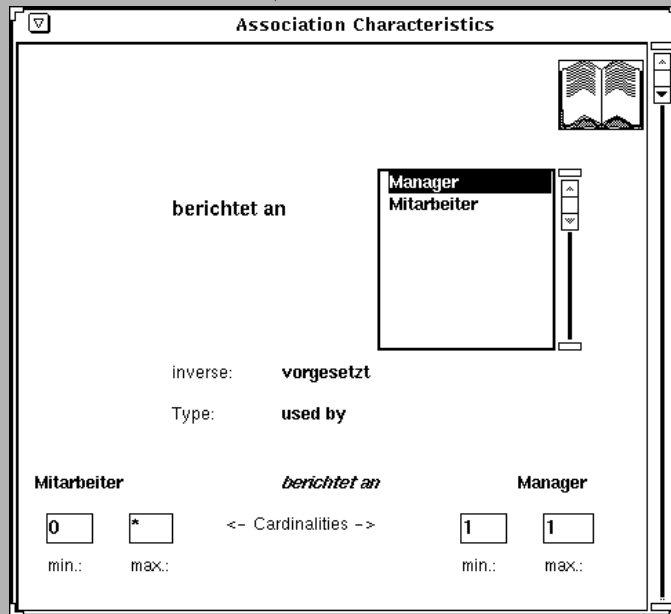 Association Characteristics
Manager
berichtet an
Mitarbeiter
inverse: vorgesetzt
Type: used by
Mitarbeiter berichtet an Manager
0 * <- Cardinalities -> 1 1
min.: max.: min.: max.: